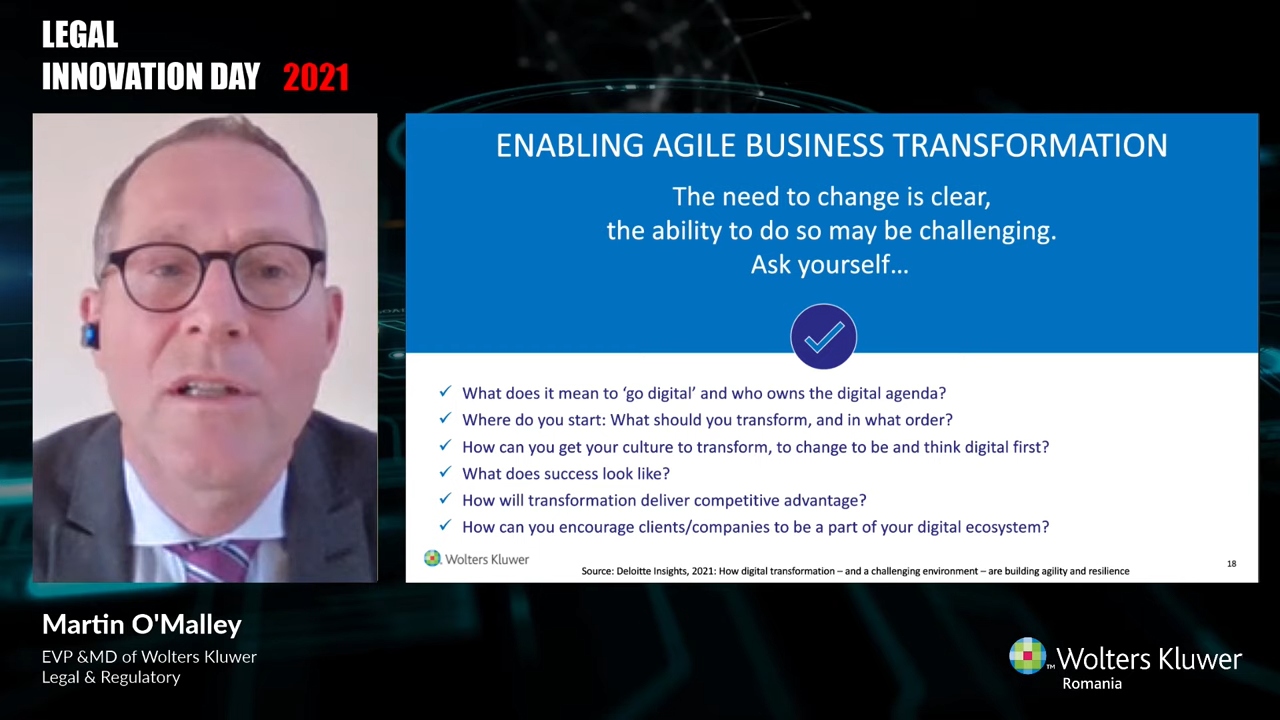 LEGAL
INNOVATION DAY 2021
ENABLING AGILE BUSINESS TRANSFORMATION
The need to change is clear,
the ability to do so may be challenging.
Ask yourself...
What does it mean to ‘go digital’ and who owns the digital agenda?
Where do you start: What should you transform, and in what order?
How can you get your culture to transform, to change to be and think digital first?
What does success look like?
How will transformation deliver competitive advantage?
How can you encourage clients/companies to be a part of your digital ecosystem?
Wolters Kluwer
Source: Deloitte Insights, 2021: How digital transformation – and a challenging environment – are building agility and resilience
18
Martin O'Malley
EVP &MD of Wolters Kluwer
Legal & Regulatory
™ Wolters Kluwer
Romania